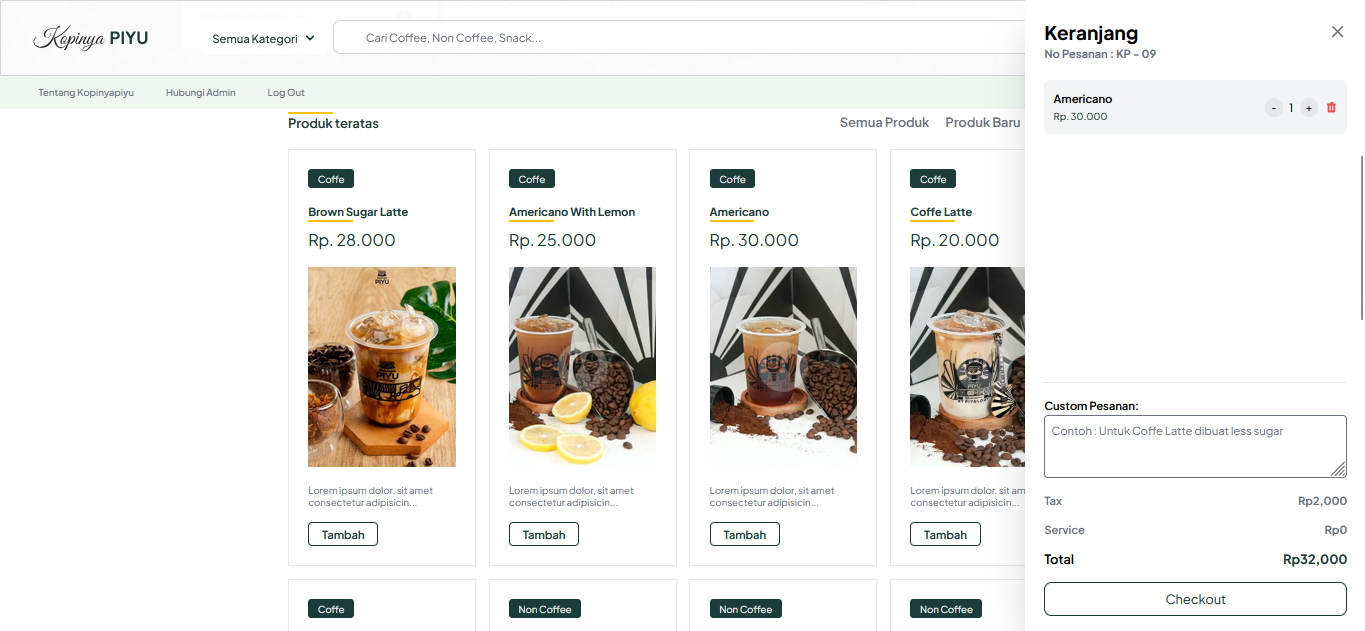 Kopinya PIYU
Semua Kategori
Cari Coffee, Non Coffee, Snack...
Tentang Kopinyapiyu
Hubungi Admin
Log Out
Produk teratas
Semua Produk
Produk Baru
Coffe
Brown Sugar Latte
Rp. 28.000
PIYU
PIYU
Lorem ipsum dolor, sit amet
consectetur adipisicin...
Tambah
Coffe
Americano With Lemon
Rp. 25.000
Lorem ipsum dolor, sit amet
consectetur adipisicin...
Tambah
Coffe
Americano
Rp. 30.000
Lorem ipsum dolor, sit amet
consectetur adipisicin...
Tambah
Coffe
Coffe Latte
Rp. 20.000
PIYU
Lorem ipsum dolor, sit am
consectetur adipisicin...
Tambah
Coffe
Non Coffee
Non Coffee
Non Coffee
Keranjang
No Pesanan : KP - 09
Americano
Rp. 30.000
- 1 +
Custom Pesanan:
Contoh : Untuk Coffe Latte dibuat less sugar
Tax Rp2,000
Service Rp0
Total Rp32,000
Checkout